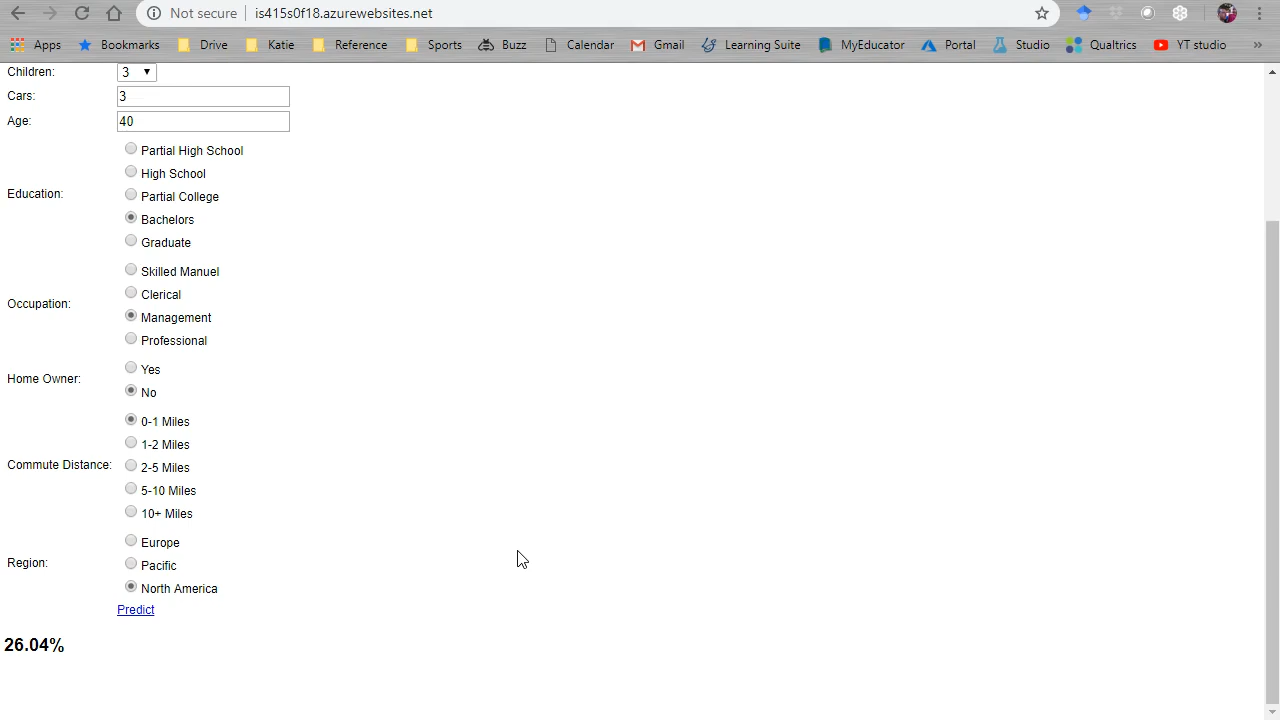 Not secure is415s0f18.azurewebsites.net
Apps Bookmarks Drive Katie Reference Sports Buzz Calendar Gmail Learning Suite MyEducator Portal Studio Qualtrics YT studio »
Children: 3
Cars: 3
Age: 40
Partial High School
High School
Education: Partial College
Bachelors
Graduate
Skilled Manuel
Clerical
Occupation:
Management
Professional
Yes
Home Owner:
No
0-1 Miles
1-2 Miles
Commute Distance: 2-5 Miles
5-10 Miles
10+ Miles
Europe
Region: Pacific
North America
Predict
26.04%